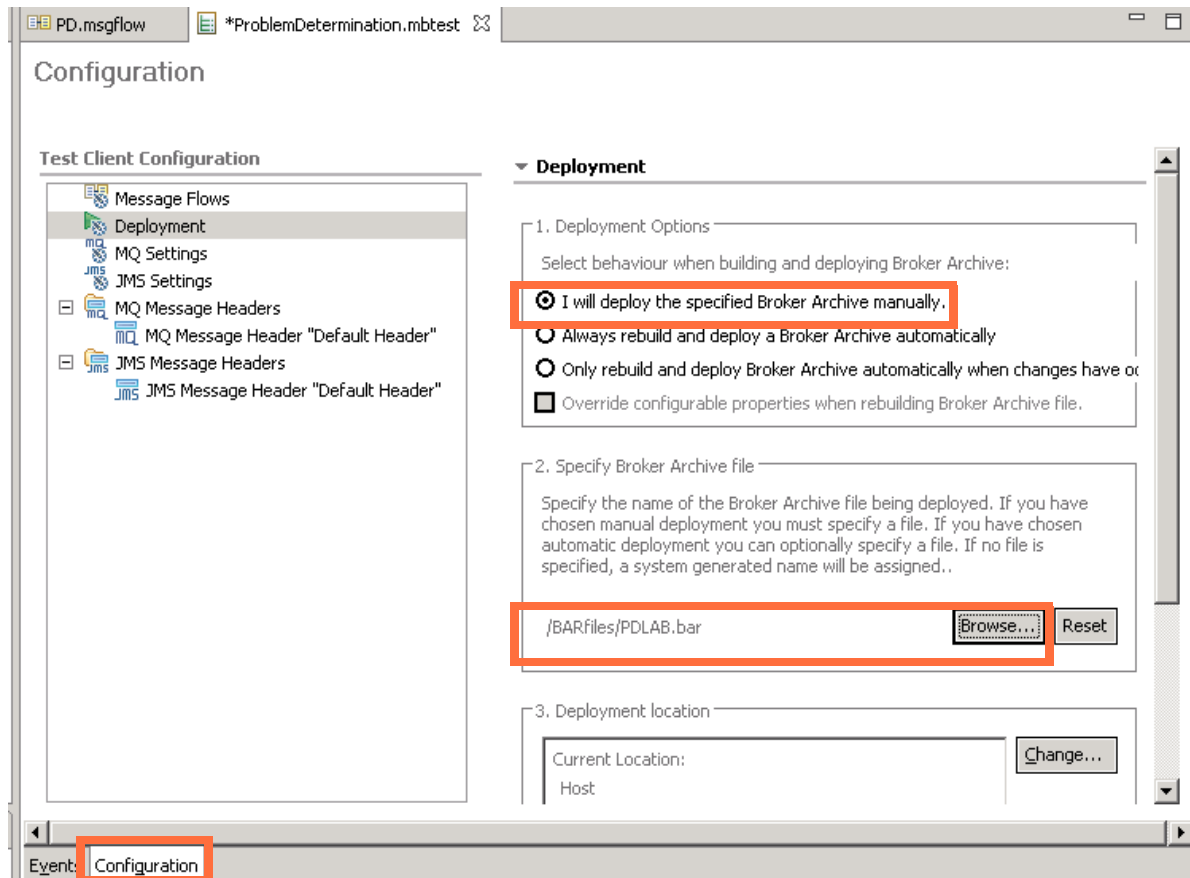 PD.msgflow
*ProblemDetermination.mbtest
Configuration
Test Client Configuration
Message Flows
Deployment
MQ Settings
JMS Settings
MQ Message Headers
MQ Message Header "Default Header"
JMS Message Headers
JMS Message Header "Default Header"
Deployment
1. Deployment Options
Select behaviour when building and deploying Broker Archive:
I will deploy the specified Broker Archive manually.
Always rebuild and deploy a Broker Archive automatically
Only rebuild and deploy Broker Archive automatically when changes have oc
Override configurable properties when rebuilding Broker Archive file.
2. Specify Broker Archive file
Specify the name of the Broker Archive file being deployed. If you have
chosen manual deployment you must specify a file. If you have chosen
automatic deployment you can optionally specify a file. If no file is
specified, a system generated name will be assigned..
/BARfiles/PDLAB.bar
Browse...
Reset
3. Deployment location
Current Location:
Change...
Host
Events
Configuration